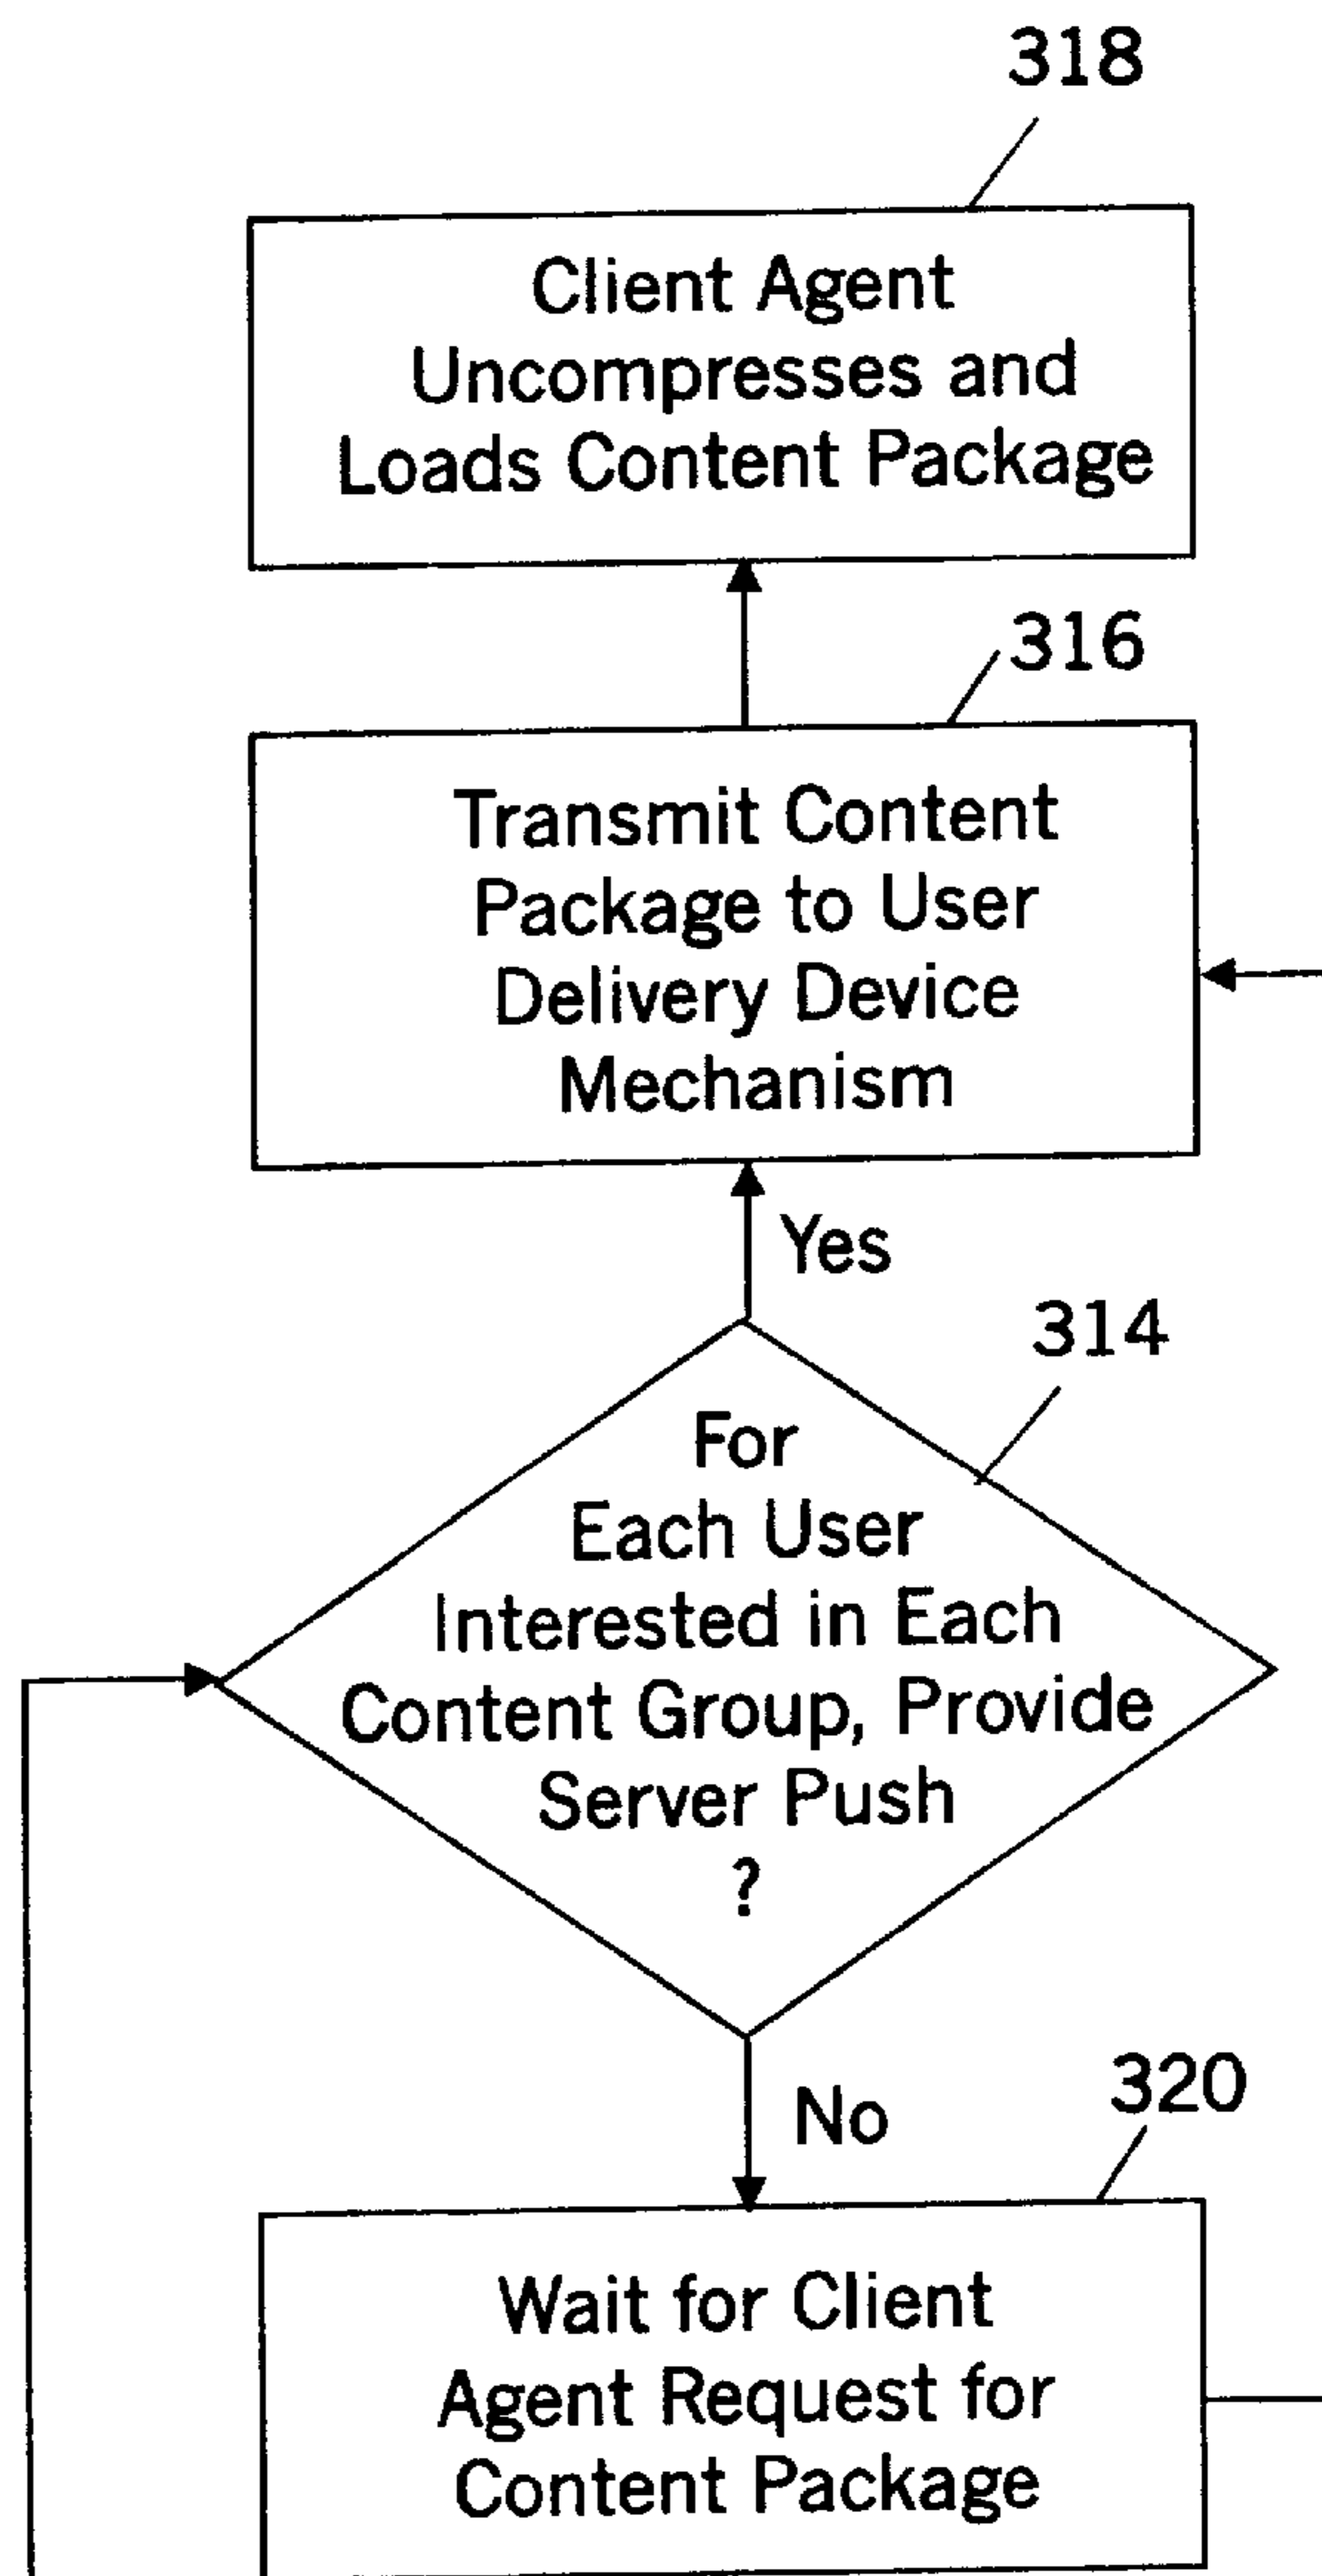 318
Client Agent
Uncompresses and
Loads Content Package
316
Transmit Content
Package to User
Delivery Device
Mechanism
Yes
314
For
Each User
Interested in Each
Content Group, Provide
Server Push
?
No
320
Wait for Client
Agent Request for
Content Package